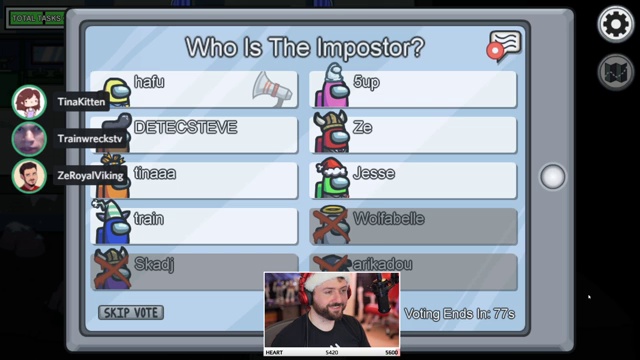 TOTAL TASKS
Who Is The Impostor?
hafu
5up
TinaKitten
DETECSTEVE
Ze
Trainwreckstv
tinaaa
Jesse
ZeRoyalViking
train
Wolfabelle
Skadj
arikadou
SKIP VOTE
Voting Ends In: 77s
HEART 5420 5600